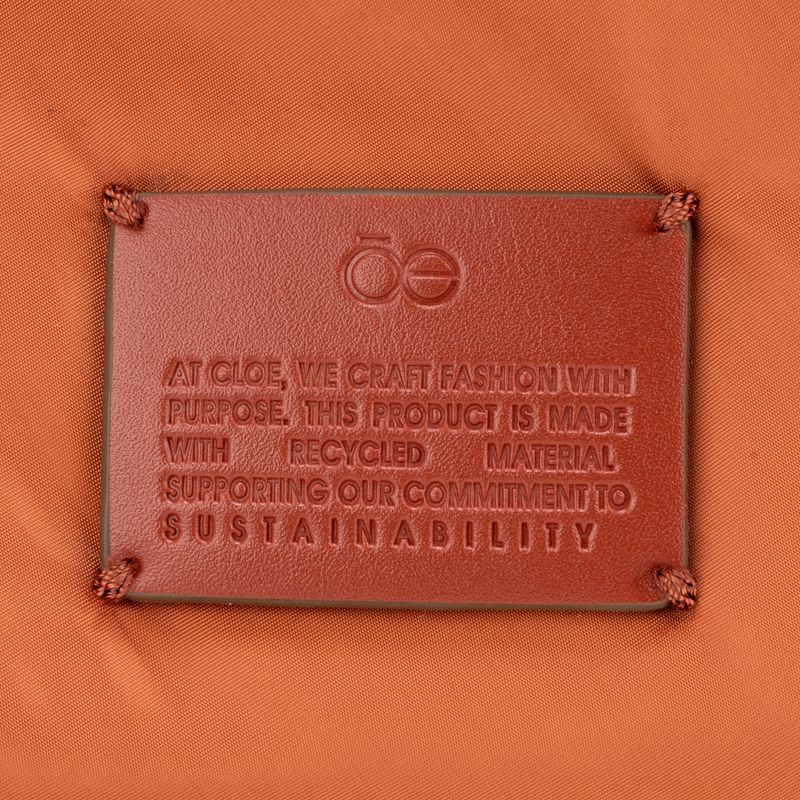 ōe
AT CLOE, WE CRAFT FASHION WITH
PURPOSE. THIS PRODUCT IS MADE
WITH RECYCLED MATERIAL
SUPPORTING OUR COMMITMENT TO
SUSTAINABILITY